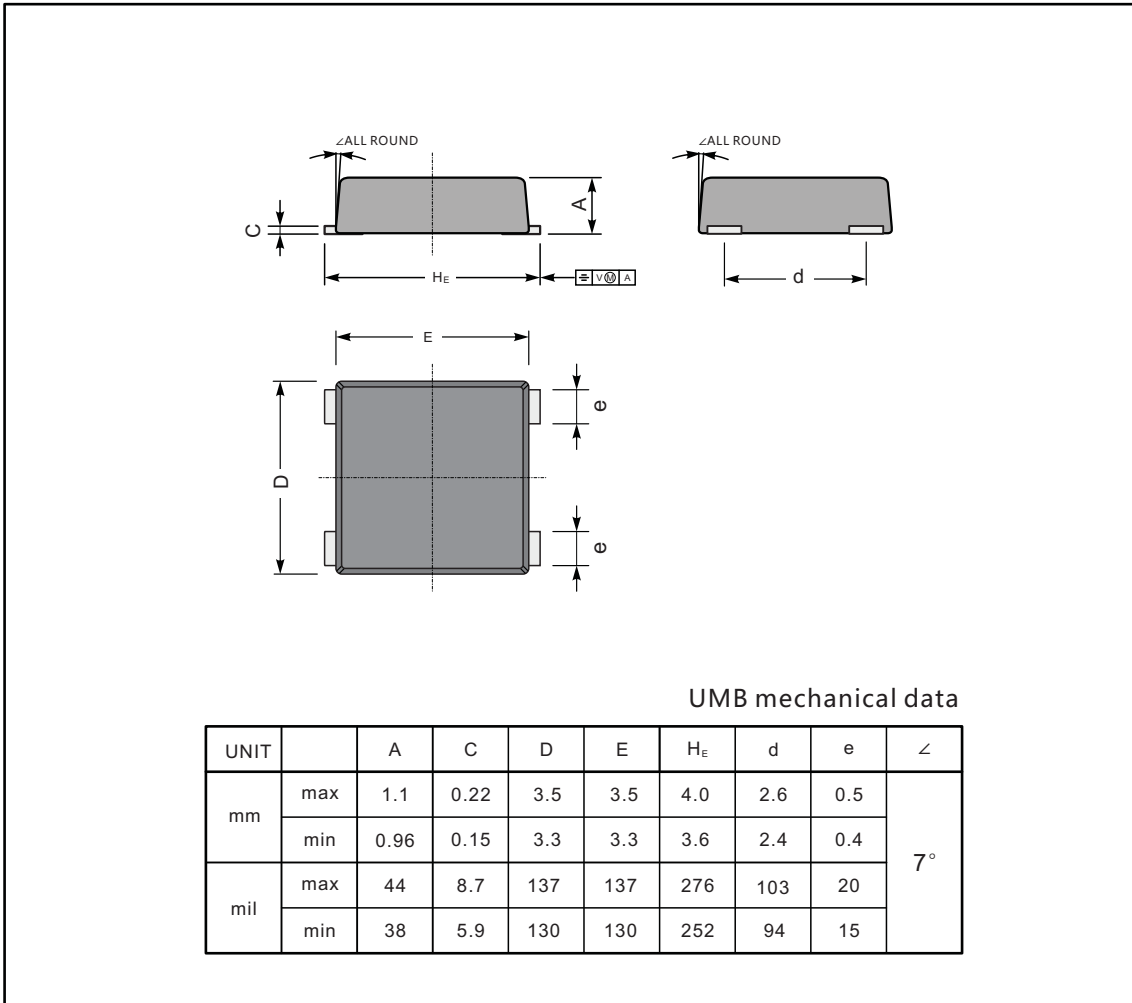 ∠ALL ROUND
∠ALL ROUND
A
C
HE
V Ⓜ A
d
E
e
D
e
UMB mechanical data
UNIT A C D E HE d e ∠
mm max 1.1 0.22 3.5 3.5 4.0 2.6 0.5 7°
min 0.96 0.15 3.3 3.3 3.6 2.4 0.4
mil max 44 8.7 137 137 276 103 20
min 38 5.9 130 130 252 94 15